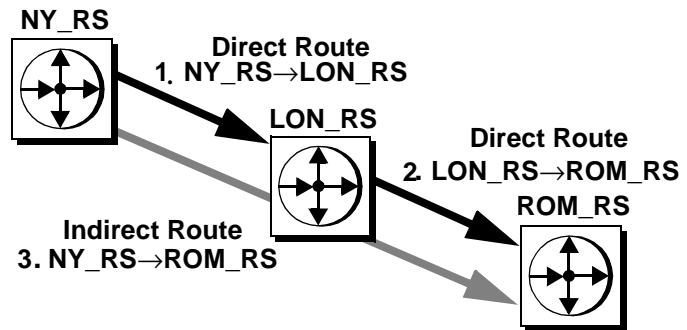 NY_RS
Direct Route
1. NY_RS→LON_RS
LON_RS
Direct Route
2. LON_RS→ROM_RS
ROM_RS
Indirect Route
3. NY_RS→ROM_RS